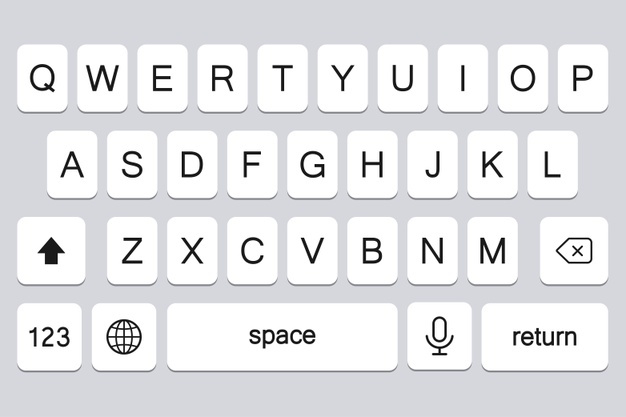 Q W E R T Y U I O P
A S D F G H J K L
Z X C V B N M
123 space return